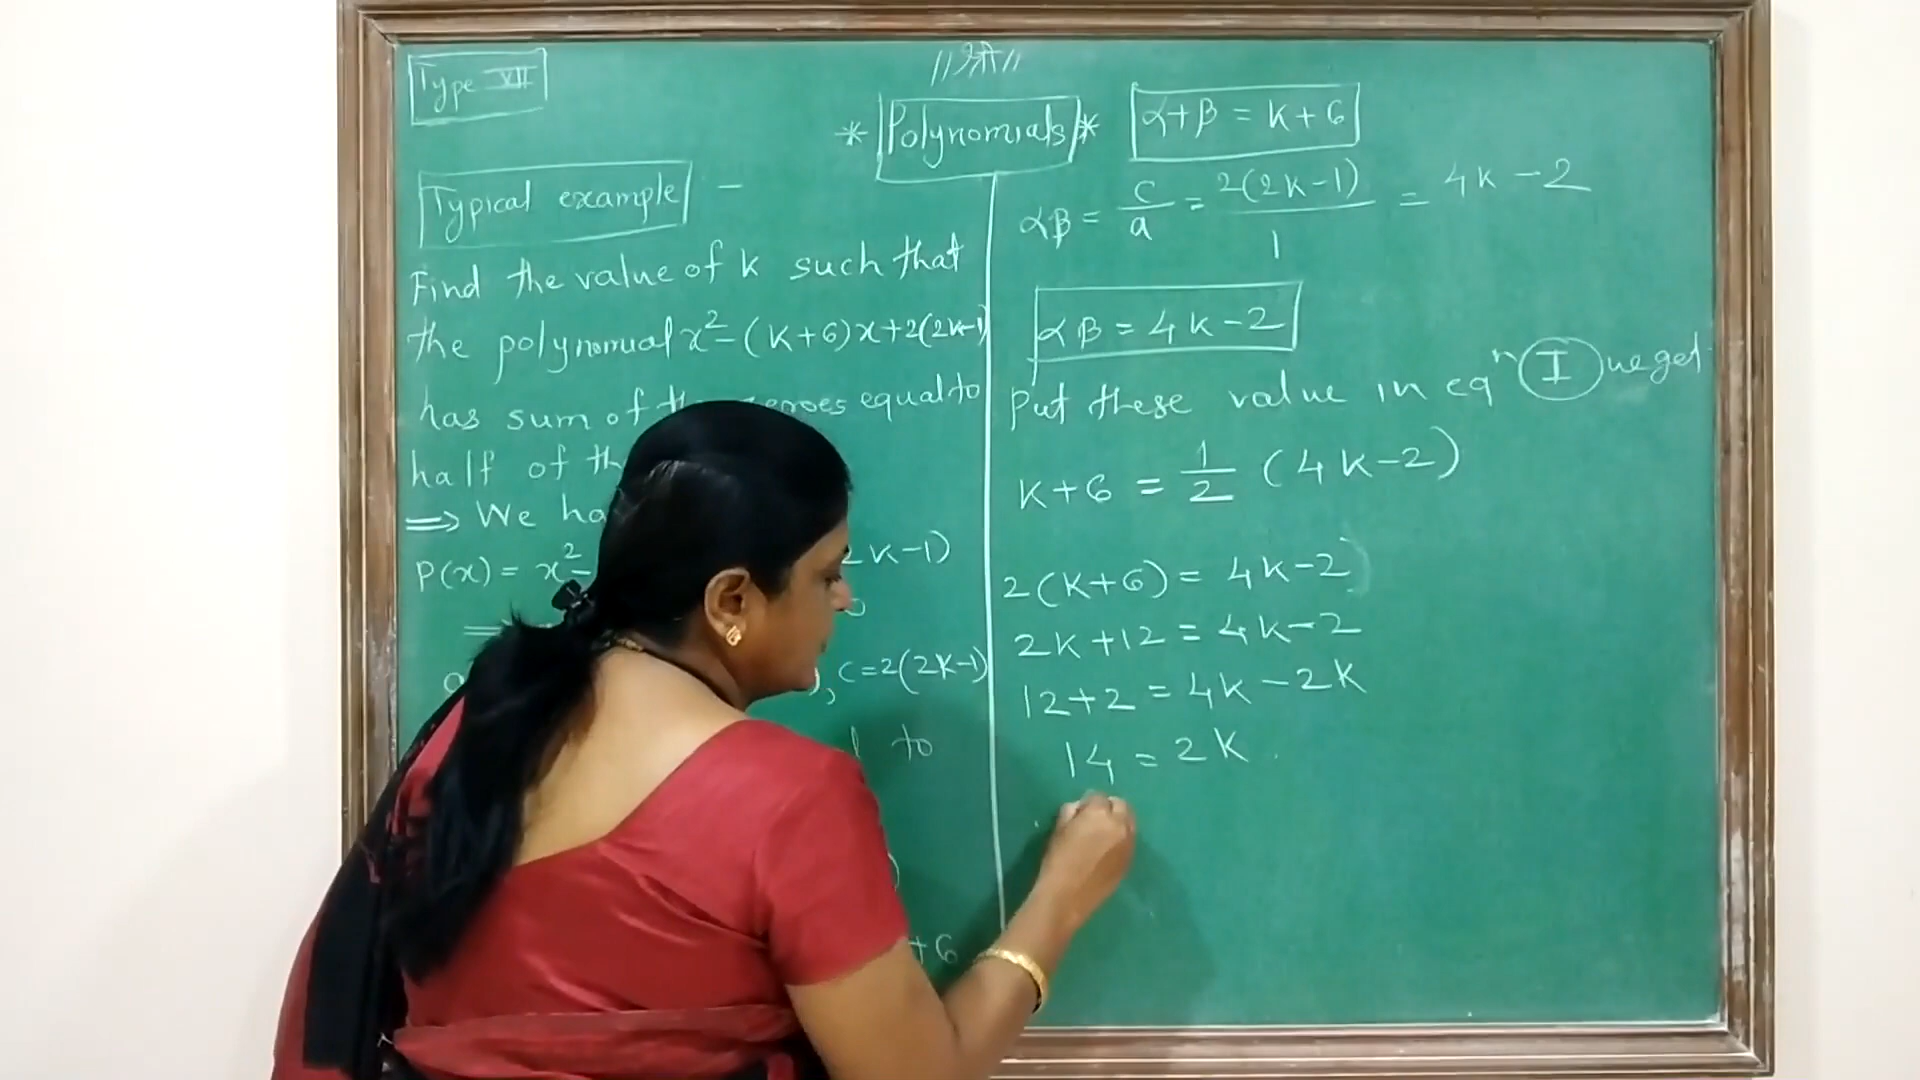 Type VII
// श्री //
* Polynomials *
Typical example –
Find the value of k such that
the polynomial x² – (k+6)x + 2(2k–1)
has sum of the zeroes equal to
half of
⇒ We
P(x) = x² – 2k–1)
, c = 2(2k–1)
to
+6
α+β = k+6
αβ = c/a = 2(2k–1)/1 = 4k – 2
αβ = 4k – 2
put these value in eqⁿ I we get
k+6 = 1/2 (4k–2)
2(k+6) = 4k–2
2k+12 = 4k–2
12+2 = 4k – 2k
14 = 2k